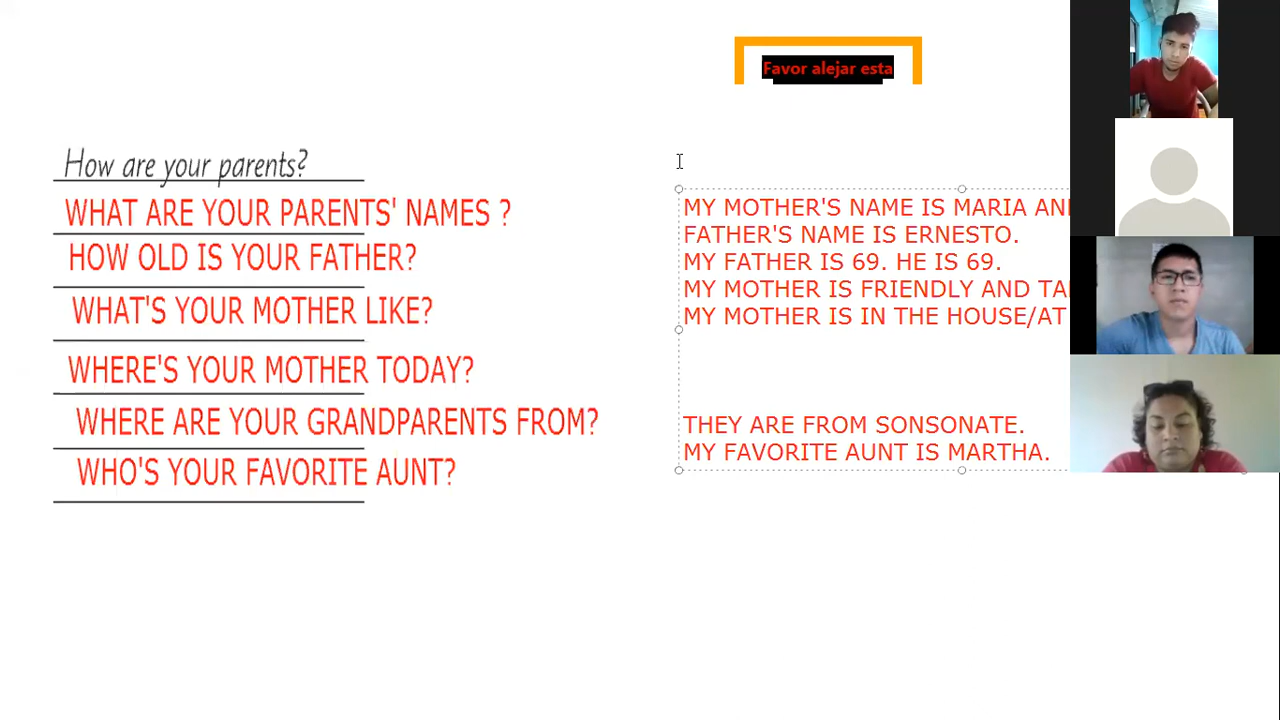 Favor alejar esta
How are your parents?
WHAT ARE YOUR PARENTS' NAMES ?
HOW OLD IS YOUR FATHER?
WHAT'S YOUR MOTHER LIKE?
WHERE'S YOUR MOTHER TODAY?
WHERE ARE YOUR GRANDPARENTS FROM?
WHO'S YOUR FAVORITE AUNT?
MY MOTHER'S NAME IS MARIA
FATHER'S NAME IS ERNESTO.
MY FATHER IS 69. HE IS 69.
MY MOTHER IS FRIENDLY AND
MY MOTHER IS IN THE HOUSE/AT
THEY ARE FROM SONSONATE.
MY FAVORITE AUNT IS MARTHA.